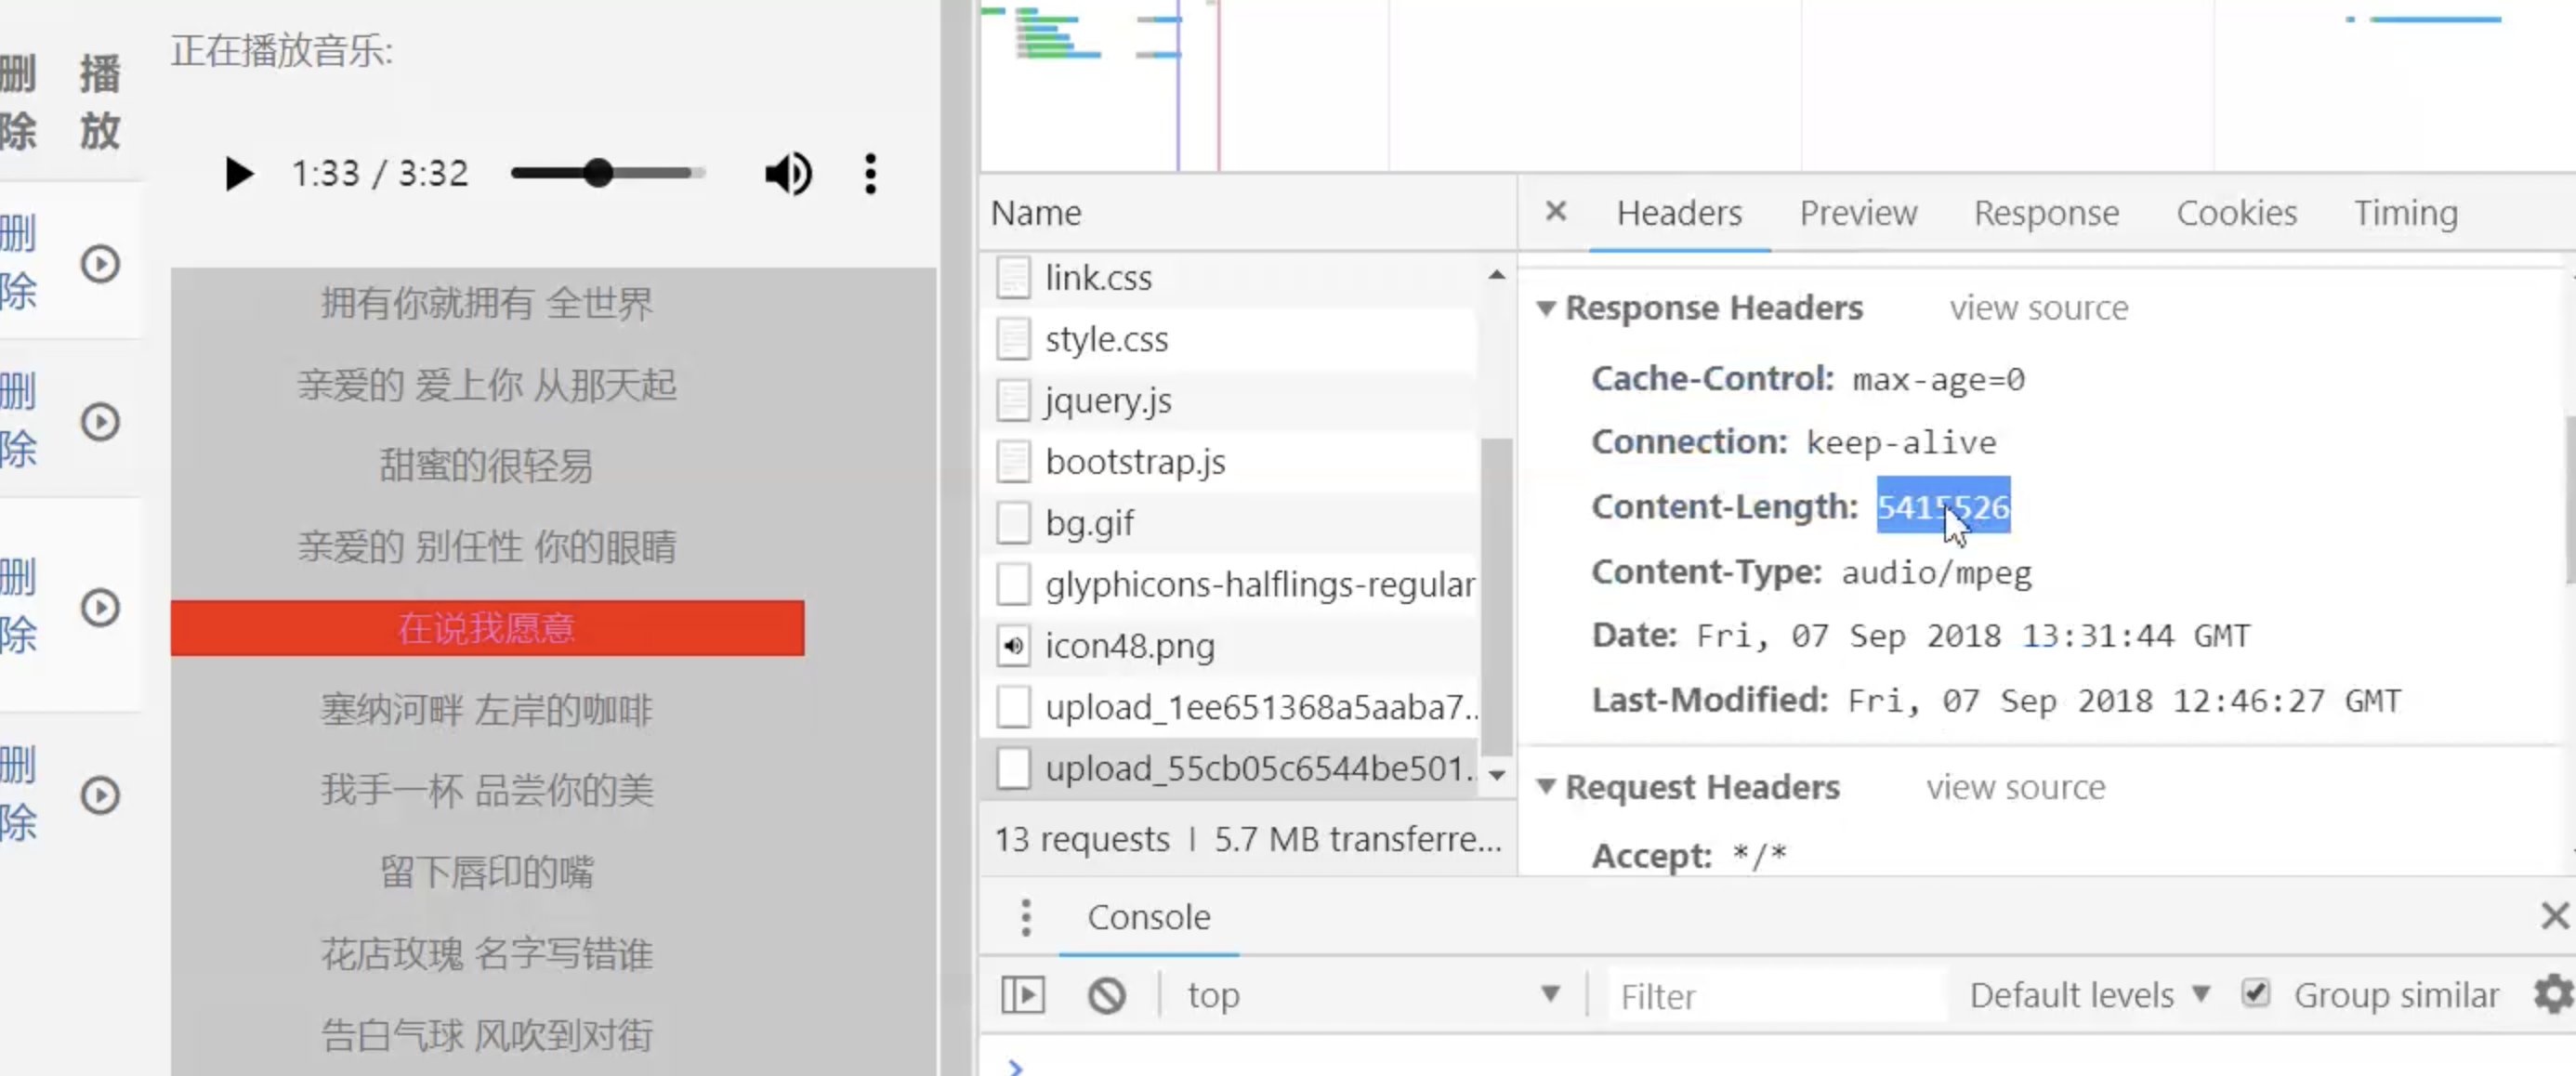 删除
播放
删除
删除
删除
删除
正在播放音乐:
1:33 / 3:32
拥有你就拥有 全世界
亲爱的 爱上你 从那天起
甜蜜的很轻易
亲爱的 别任性 你的眼睛
在说我愿意
塞纳河畔 左岸的咖啡
我手一杯 品尝你的美
留下唇印的嘴
花店玫瑰 名字写错谁
告白气球 风吹到对街
Name
link.css
style.css
jquery.js
bootstrap.js
bg.gif
glyphicons-halflings-regular
icon48.png
upload_1ee651368a5aaba7...
upload_55cb05c6544be501...
13 requests | 5.7 MB transferre...
× Headers Preview Response Cookies Timing
Response Headers view source
Cache-Control: max-age=0
Connection: keep-alive
Content-Length: 5415526
Content-Type: audio/mpeg
Date: Fri, 07 Sep 2018 13:31:44 GMT
Last-Modified: Fri, 07 Sep 2018 12:46:27 GMT
Request Headers view source
Accept: */*
Console
top Filter Default levels Group similar